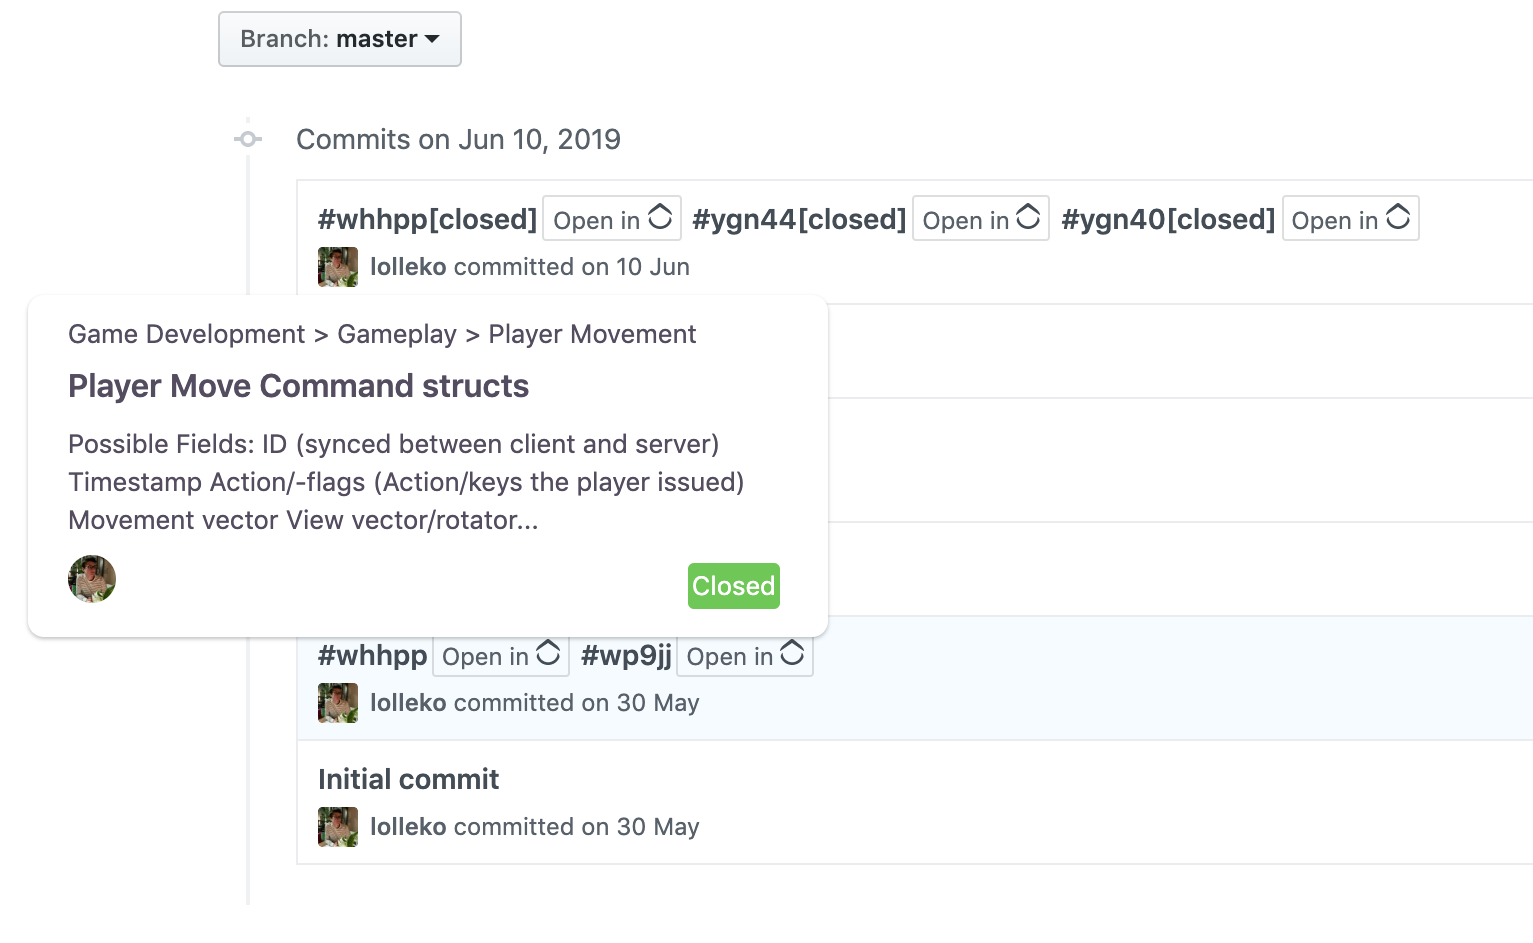 Branch: master
Commits on Jun 10, 2019
#whhpp[closed] Open in #ygn44[closed] Open in #ygn40[closed] Open in
lolleko committed on 10 Jun
Game Development > Gameplay > Player Movement
Player Move Command structs
Possible Fields: ID (synced between client and server)
Timestamp Action/-flags (Action/keys the player issued)
Movement vector View vector/rotator...
Closed
#whhpp Open in #wp9jj Open in
lolleko committed on 30 May
Initial commit
lolleko committed on 30 May